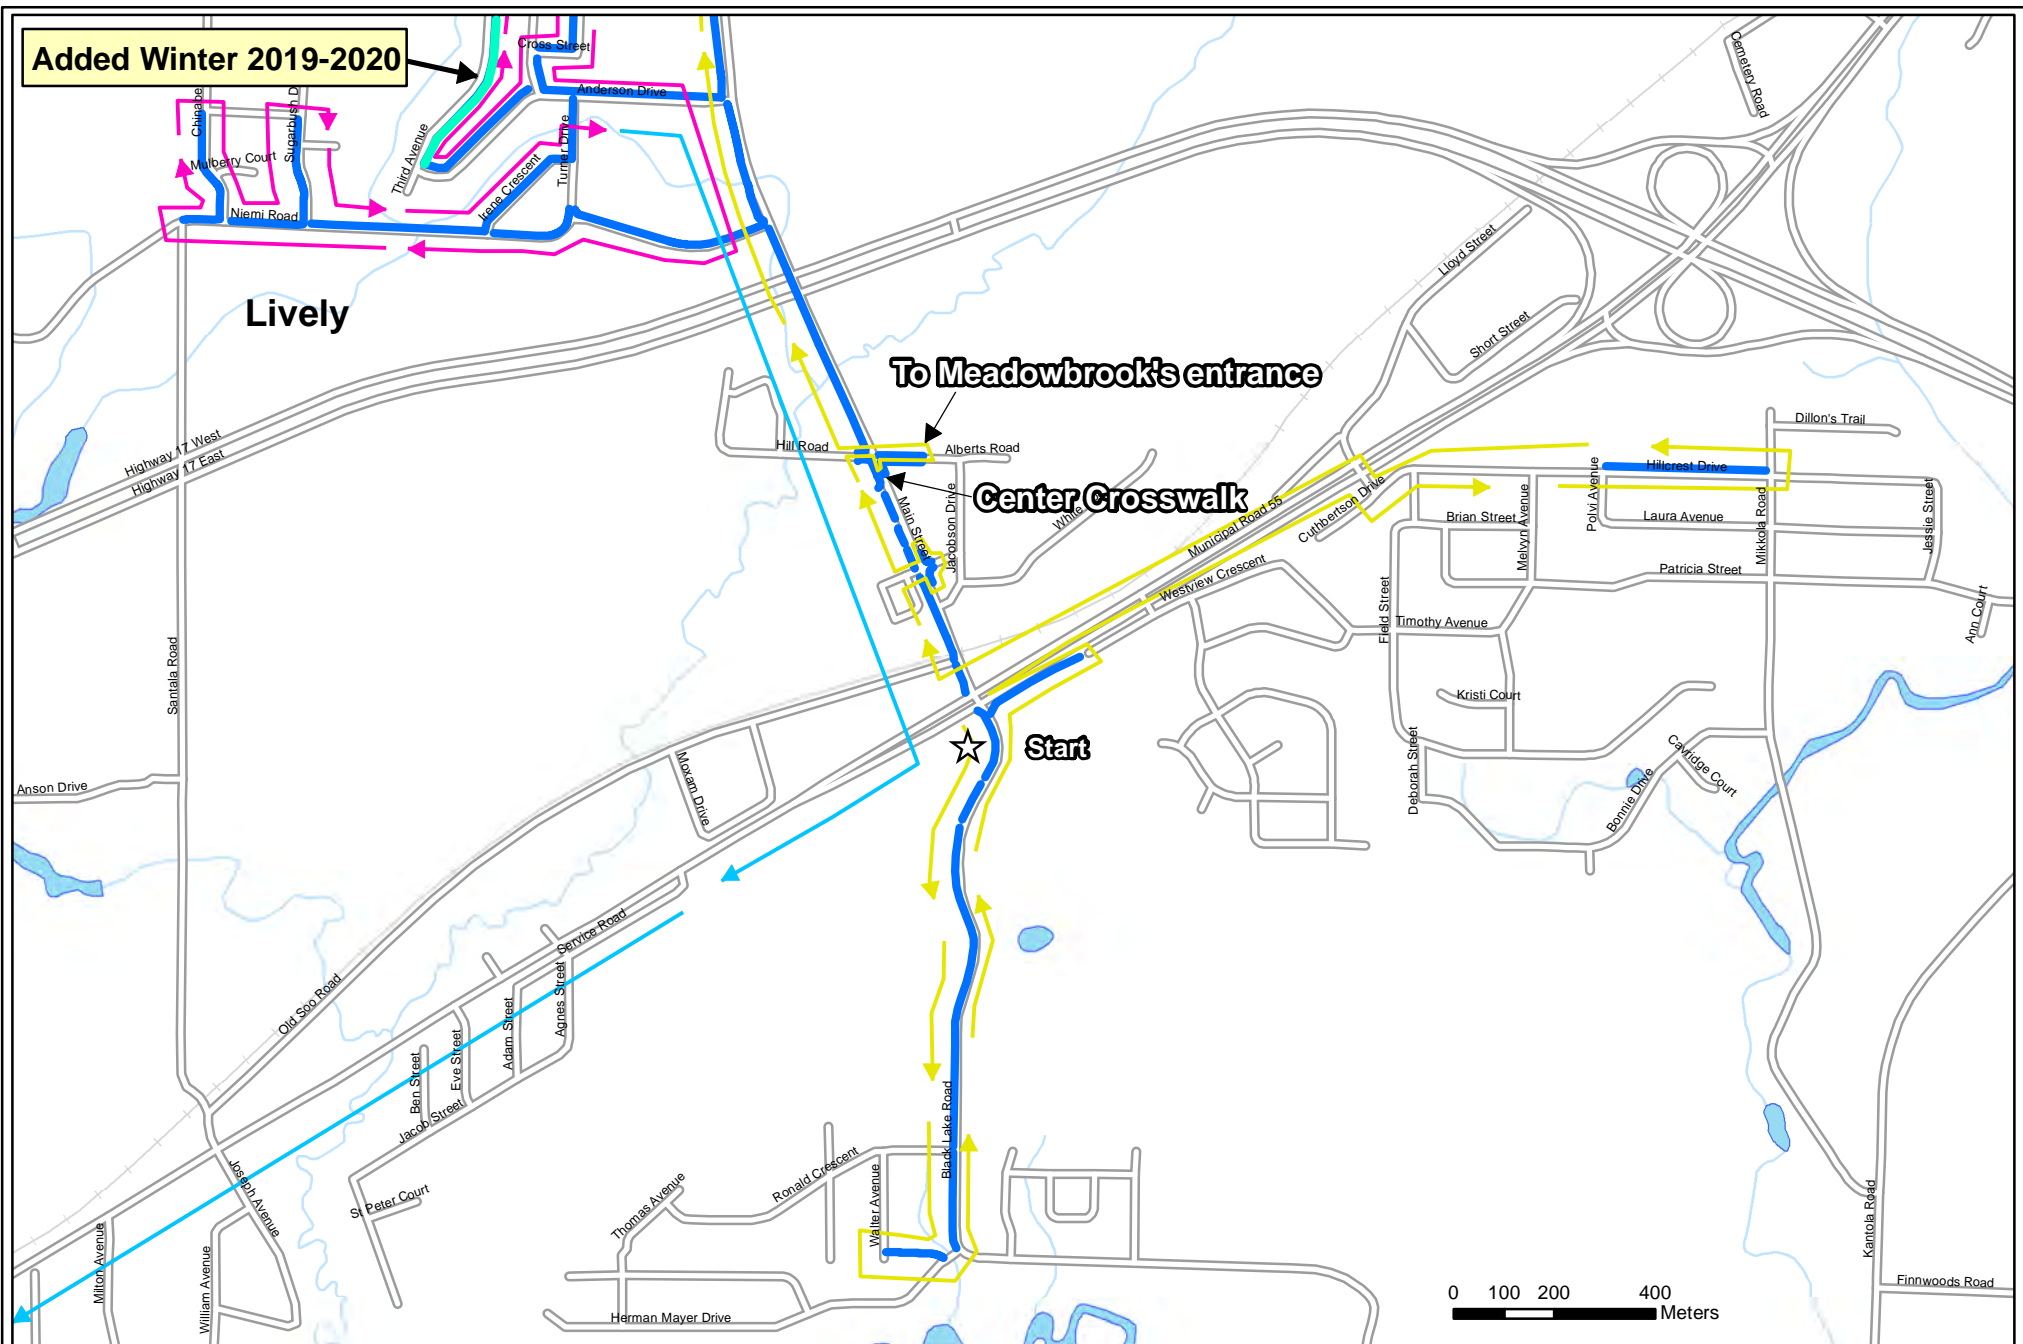 Added Winter 2019-2020
Cross Street
Anderson Drive
Cemetery Road
Third Avenue
Turner Drive
Mulberry Court
Irene Crescent
Niemi Road
Lively
Lloyd Street
Short Street
To Meadowbrook's entrance
Highway 17 West
Highway 17 East
Hill Road
Alberts Road
Dillon's Trail
Center Crosswalk
Main Street
Jacobson Drive
White
Municipal Road 55
Cuthbertson Drive
Hillcrest Drive
Polvi Avenue
Melvyn Avenue
Brian Street
Laura Avenue
Mikkola Road
Jessie Street
Patricia Street
Westview Crescent
Field Street
Timothy Avenue
Ann Court
Santala Road
Kristi Court
Start
Moxam Drive
Anson Drive
Deborah Street
Cavridge Court
Bonnie Drive
Service Road
Old Soo Road
Agnes Street
Adam Street
Eve Street
Ben Street
Jacob Street
Black Lake Road
Joseph Avenue
St Peter Court
Ronald Crescent
Thomas Avenue
Walter Avenue
Milton Avenue
William Avenue
Herman Mayer Drive
Kantola Road
Finnwoods Road
0 100 200 400
Meters